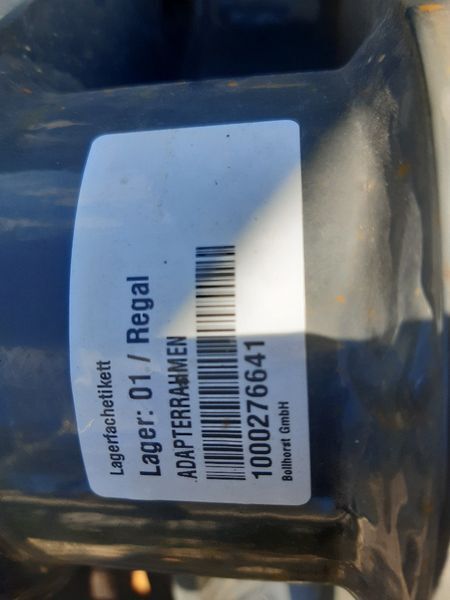 Lagerfachetikett
Lager: 01 / Regal
ADAPTERRAHMEN
1000276641
Bollhorst GmbH